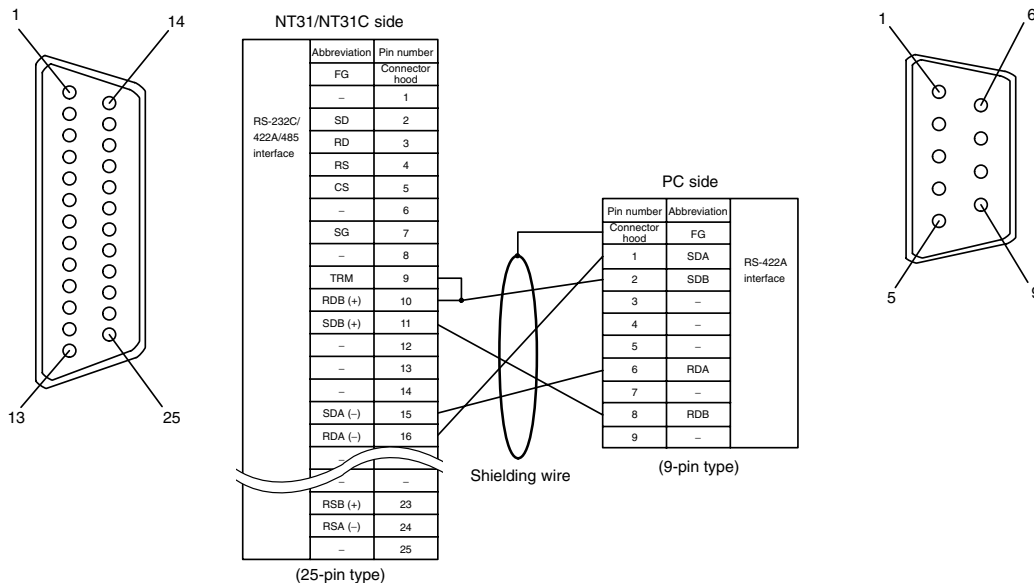 1
14
13
25
NT31/NT31C side
Abbreviation Pin number
RS-232C/
422A/485
interface
FG Connector hood
– 1
SD 2
RD 3
RS 4
CS 5
– 6
SG 7
– 8
TRM 9
RDB (+) 10
SDB (+) 11
– 12
– 13
– 14
SDA (–) 15
RDA (–) 16
–
– –
RSB (+) 23
RSA (–) 24
– 25
(25-pin type)
Shielding wire
PC side
Pin number Abbreviation
Connector hood FG
1 SDA
2 SDB
3 –
4 –
5 –
6 RDA
7 –
8 RDB
9 –
RS-422A
interface
(9-pin type)
1
6
5
9